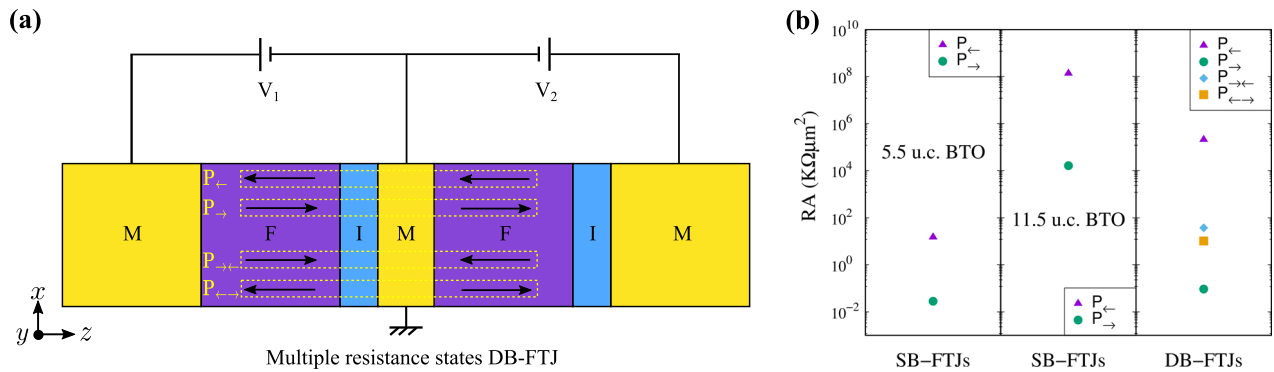 (a)
V₁
V₂
P←
P→
P→←
P←→
M
F
I
M
F
I
M
x
y
z
Multiple resistance states DB-FTJ
(b)
RA (KΩμm²)
10¹⁰
10⁸
10⁶
10⁴
10²
10⁰
10⁻²
P←
P→
5.5 u.c. BTO
11.5 u.c. BTO
P←
P→
P←
P→
P→←
P←→
SB−FTJs
SB−FTJs
DB−FTJs